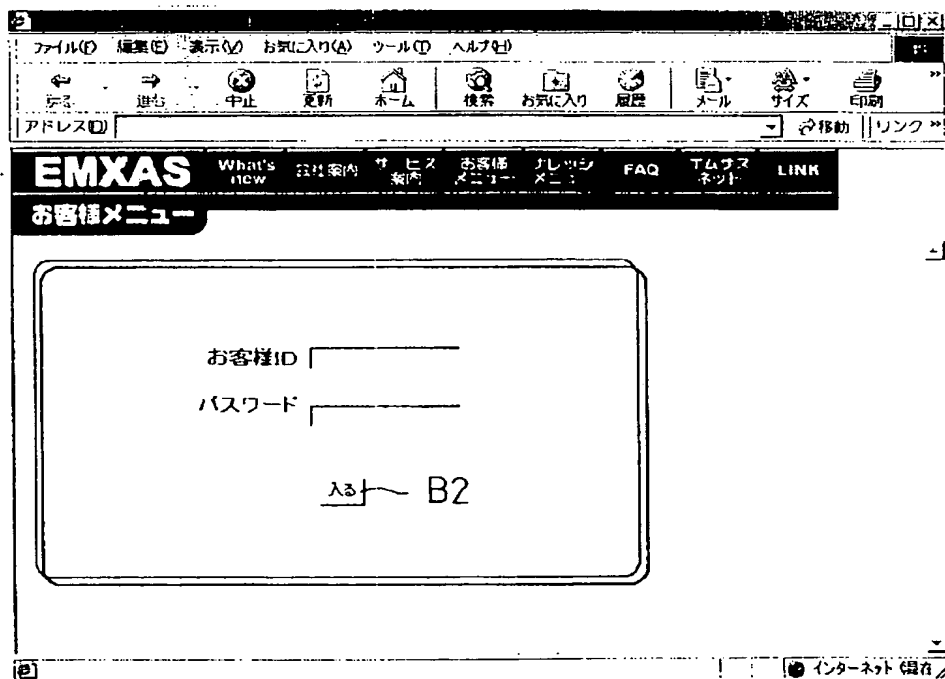 ファイル(F) 編集(E) 表示(V) お気に入り(A) ツール(T) ヘルプ(H)
戻る 進む 中止 更新 ホーム 検索 お気に入り 履歴 メール サイズ 印刷 »
アドレス(D) 移動 リンク »
EMXAS What's new 会社案内 サービス案内 お客様メニュー ナレッジメニュー FAQ エムサスネット LINK
お客様メニュー
お客様ID
パスワード
入る B2
インターネット